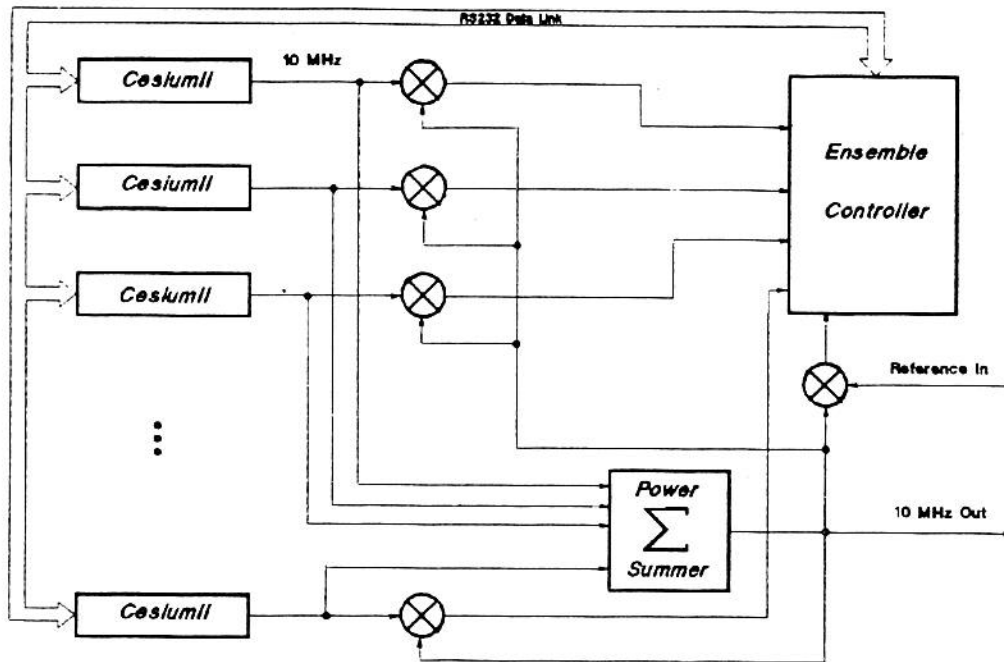 RS232 Data Link
CesiumII
10 MHz
Ensemble
Controller
CesiumII
CesiumII
Reference In
Power
Σ
Summer
10 MHz Out
CesiumII